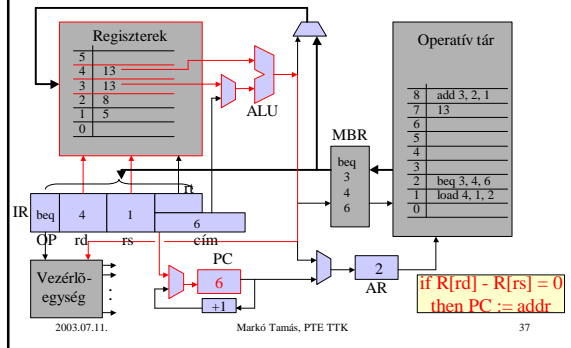 Regiszterek
5
4 13
3 13
2 8
1 5
0
ALU
Operatív tár
8 add 3, 2, 1
7 13
6
5
4
3
2 beq 3, 4, 6
1 load 4, 1, 2
0
MBR
beq
3
4
6
rt
IR
beq 4 1
6
OP rd rs cím
Vezérlõ-
egység
PC
6
+1
2
AR
if R[rd] - R[rs] = 0
then PC := addr
2003.07.11.
Markó Tamás, PTE TTK
37